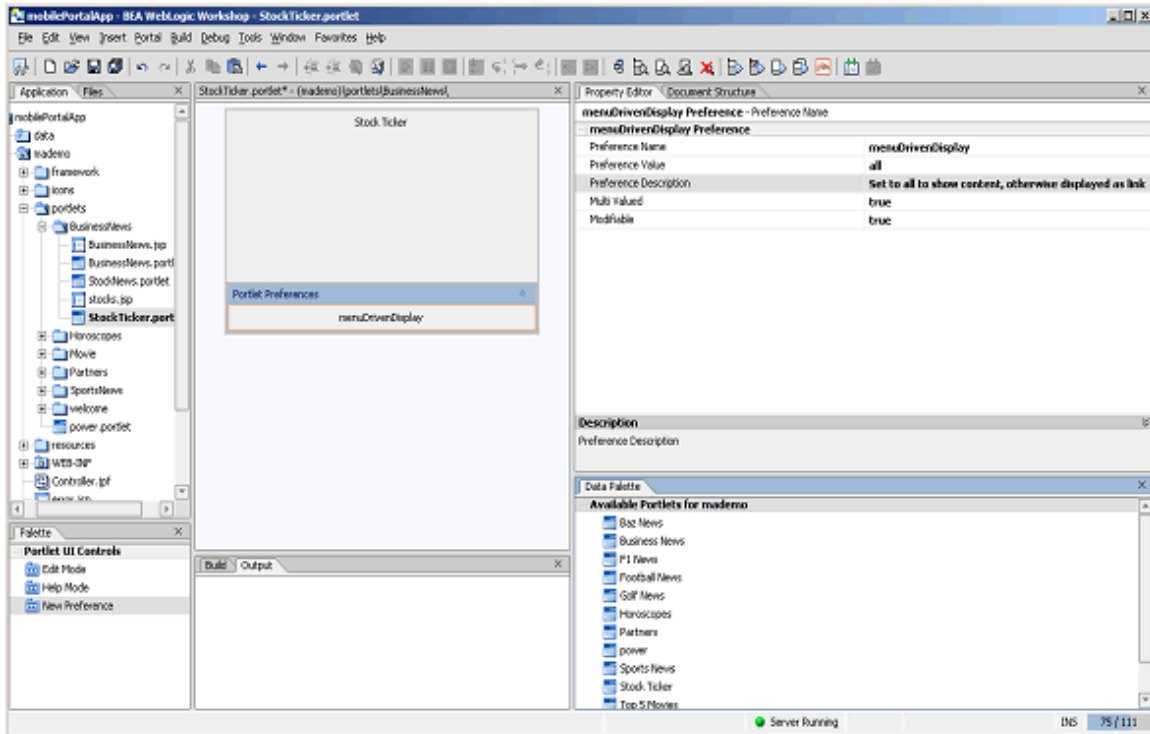 mobilePortalApp - BEA WebLogic Workshop - StockTicker.portlet
File Edit View Insert Portal Build Debug Tools Window Favorites Help
Application Files
mobilePortalApp
data
mademo
framework
icons
portlets
BusinessNews
BusinessNews.jsp
BusinessNews.portl
StockNews.portlet
stocks.jsp
StockTicker.port
Horoscopes
Movie
Partners
SportsNews
welcome
power.portlet
resources
WEB-INF
Controller.jpf
error.jsp
Palette
Portlet UI Controls
Edit Mode
Help Mode
New Preference
StockTicker.portlet* - {mademo}\portlets\BusinessNews\
Stock Ticker
Portlet Preferences
menuDrivenDisplay
Build Output
Property Editor Document Structure
menuDrivenDisplay Preference - Preference Name
menuDrivenDisplay Preference
Preference Name menuDrivenDisplay
Preference Value all
Preference Description Set to all to show content, otherwise displayed as link
Multi Valued true
Modifiable true
Description
Preference Description
Data Palette
Available Portlets for mademo
Baz News
Business News
F1 News
Football News
Golf News
Horoscopes
Partners
power
Sports News
Stock Ticker
Top 5 Movies
Server Running
INS 75 / 111